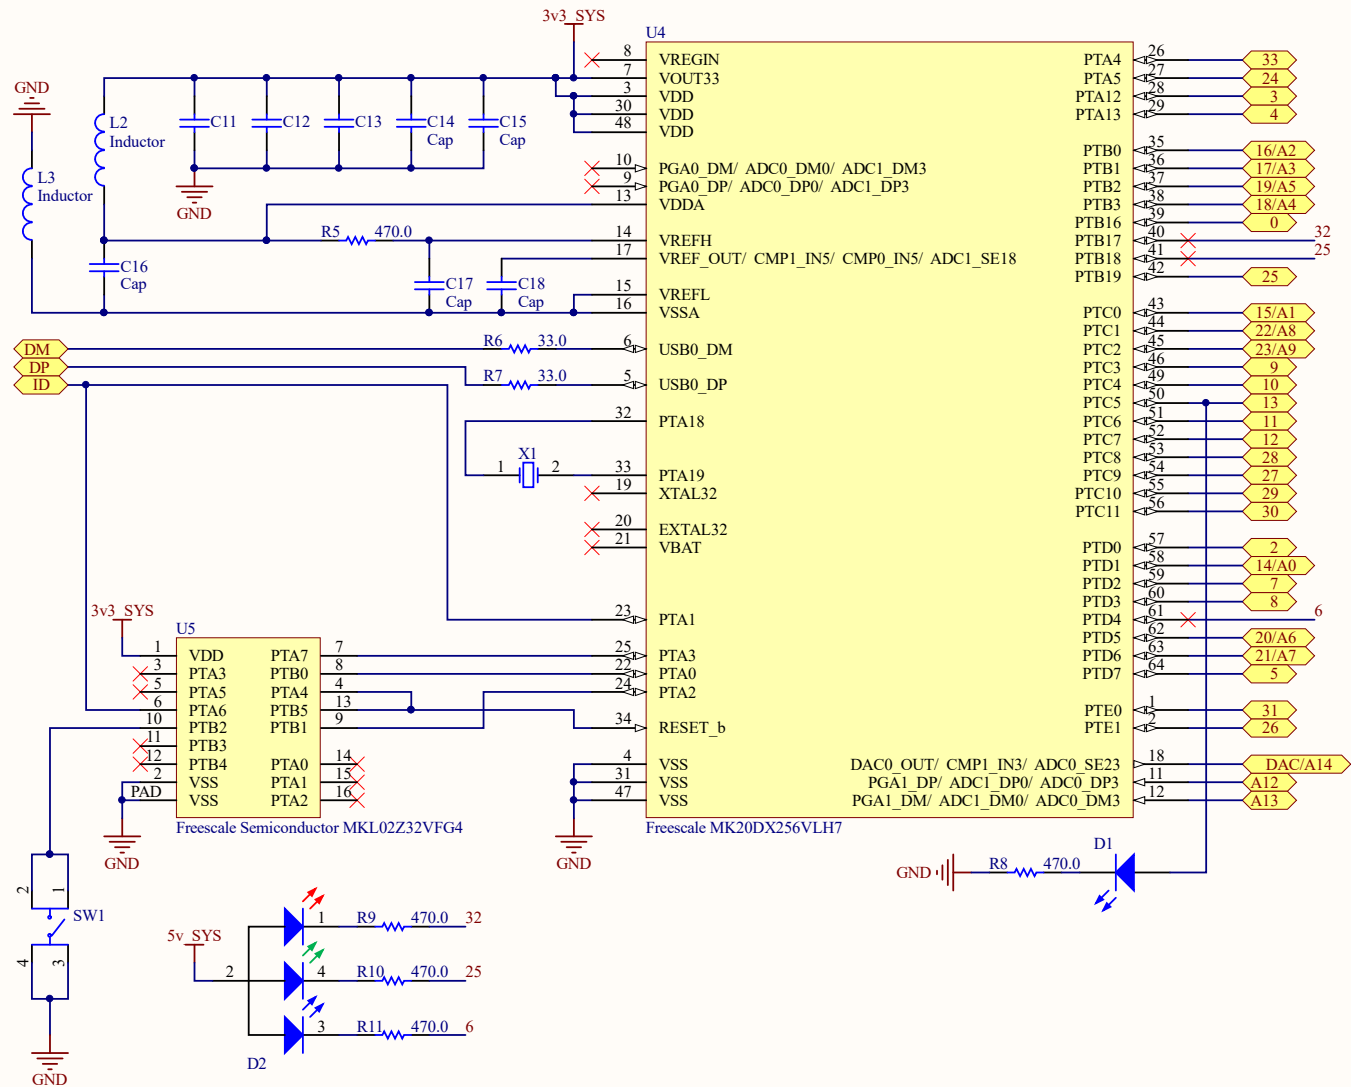 3v3_SYS
U4
GND
L2
Inductor
L3
Inductor
C11
C12
C13
C14
Cap
C15
Cap
GND
R5
470.0
C16
Cap
C17
Cap
C18
Cap
DM
DP
ID
R6
33.0
R7
33.0
1
X1
2
8
VREGIN
7
VOUT33
3
VDD
30
VDD
48
VDD
10
PGA0_DM/ ADC0_DM0/ ADC1_DM3
9
PGA0_DP/ ADC0_DP0/ ADC1_DP3
13
VDDA
14
VREFH
17
VREF_OUT/ CMP1_IN5/ CMP0_IN5/ ADC1_SE18
15
VREFL
16
VSSA
6
USB0_DM
5
USB0_DP
32
PTA18
33
PTA19
19
XTAL32
20
EXTAL32
21
VBAT
23
PTA1
25
PTA3
22
PTA0
24
PTA2
34
RESET_b
4
VSS
31
VSS
47
VSS
GND
PTA4 26 33
PTA5 27 24
PTA12 28 3
PTA13 29 4
PTB0 35 16/A2
PTB1 36 17/A3
PTB2 37 19/A5
PTB3 38 18/A4
PTB16 39 0
PTB17 40 32
PTB18 41 25
PTB19 42 25
PTC0 43 15/A1
PTC1 44 22/A8
PTC2 45 23/A9
PTC3 46 9
PTC4 49 10
PTC5 50 13
PTC6 51 11
PTC7 52 12
PTC8 53 28
PTC9 54 27
PTC10 55 29
PTC11 56 30
PTD0 57 2
PTD1 58 14/A0
PTD2 59 7
PTD3 60 8
PTD4 61 6
PTD5 62 20/A6
PTD6 63 21/A7
PTD7 64 5
PTE0 1 31
PTE1 2 26
DAC0_OUT/ CMP1_IN3/ ADC0_SE23 18 DAC/A14
PGA1_DP/ ADC1_DP0/ ADC0_DP3 11 A12
PGA1_DM/ ADC1_DM0/ ADC0_DM3 12 A13
Freescale MK20DX256VLH7
3v3_SYS
U5
1 VDD PTA7 7
3 PTA3 PTB0 8
5 PTA5 PTA4 4
6 PTA6 PTB5 13
10 PTB2 PTB1 9
11 PTB3
12 PTB4 PTA0 14
2 VSS PTA1 15
PAD VSS PTA2 16
Freescale Semiconductor MKL02Z32VFG4
GND
GND R8 470.0 D1
2 1
SW1
4 3
GND
5v_SYS
2
1 R9 470.0 32
4 R10 470.0 25
3 R11 470.0 6
D2